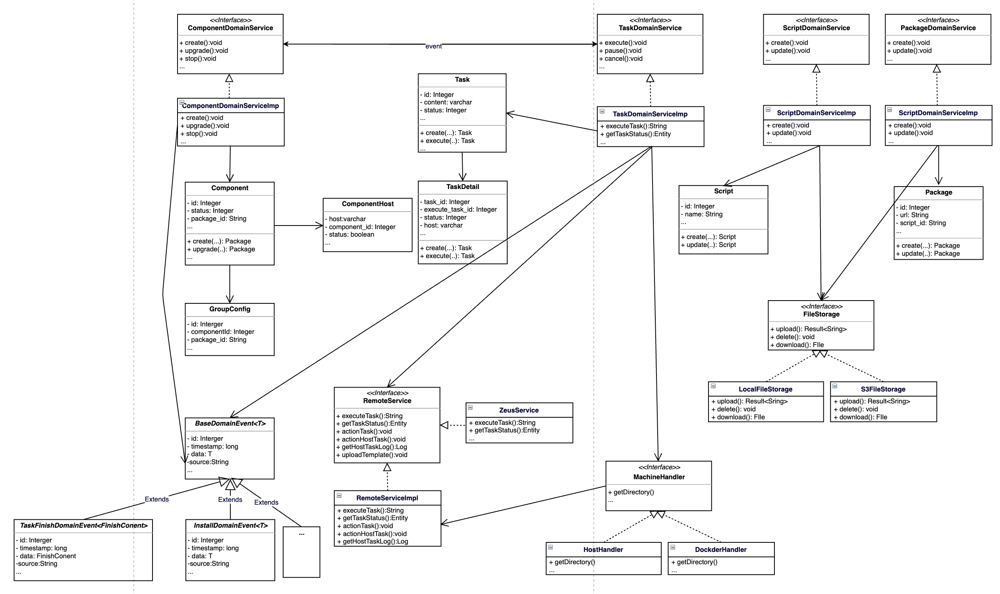 <<Interface>>
ComponentDomainService
+ create():void
+ upgrade():void
+ stop():void
...
event
<<Interface>>
TaskDomainService
+ execute():void
+ pause():void
+ cancel():void
...
<<Interface>>
ScriptDomainService
+ create():void
+ update():void
...
<<Interface>>
PackageDomainService
+ create():void
+ update():void
...
ComponentDomainServiceImp
+ create():void
+ upgrade():void
+ stop():void
...
Task
- id: Integer
- content: varchar
- status: Integer
...
+ create(...): Task
+ execute(..): Task
...
TaskDomainServiceImp
+ executeTask():String
+ getTaskStatus():Entity
...
ScriptDomainServiceImp
+ create():void
+ update():void
...
ScriptDomainServiceImp
+ create():void
+ update():void
...
Component
- id: Integer
- status: Integer
- package_id: String
...
+ create(...): Package
+ upgrade(..): Package
...
ComponentHost
- host:varchar
- component_id: Integer
- status: boolean
...
TaskDetail
- task_id: Integer
- execute_task_id: Integer
- status: Integer
- host: varchar
...
+ create(...): Task
+ execute(..): Task
Script
- id: Integer
- name: String
...
+ create(...): Script
+ update(..): Script
Package
- id: Integer
- url: String
- script_id: String
...
+ create(...): Package
+ update(..): Package
GroupConfig
- id: Interger
- componentId: Integer
- package_id: String
...
<<Interface>>
FileStorage
+ upload(): Result<Sring>
+ delete(): void
+ download(): FIle
LocalFileStorage
+ upload(): Result<Sring>
+ delete(): void
+ download(): FIle
S3FileStorage
+ upload(): Result<Sring>
+ delete(): void
+ download(): FIle
BaseDomainEvent<T>
- id: Interger
- timestamp: long
- data: T
-source:String
...
<<Interface>>
RemoteService
+ executeTask():String
+ getTaskStatus():Entity
+ actionTask():void
+ actionHostTask():void
+ getHostTaskLog():Log
+ uploadTemplate():void
ZeusService
+ executeTask():String
+ getTaskStatus():Entity
...
<<Interface>>
MachineHandler
+ getDirectory()
...
Extends
Extends
Extends
TaskFinishDomainEvent<FinishConent>
- id: Interger
- timestamp: long
- data: FinishConent
-source:String
...
InstallDomainEvent<T>
- id: Interger
- timestamp: long
- data: T
-source:String
...
...
RemoteServiceImpl
+ executeTask():String
+ getTaskStatus():Entity
+ actionTask():void
+ actionHostTask():void
+ getHostTaskLog():Log
HostHandler
+ getDirectory()
...
DockderHandler
+ getDirectory()
...